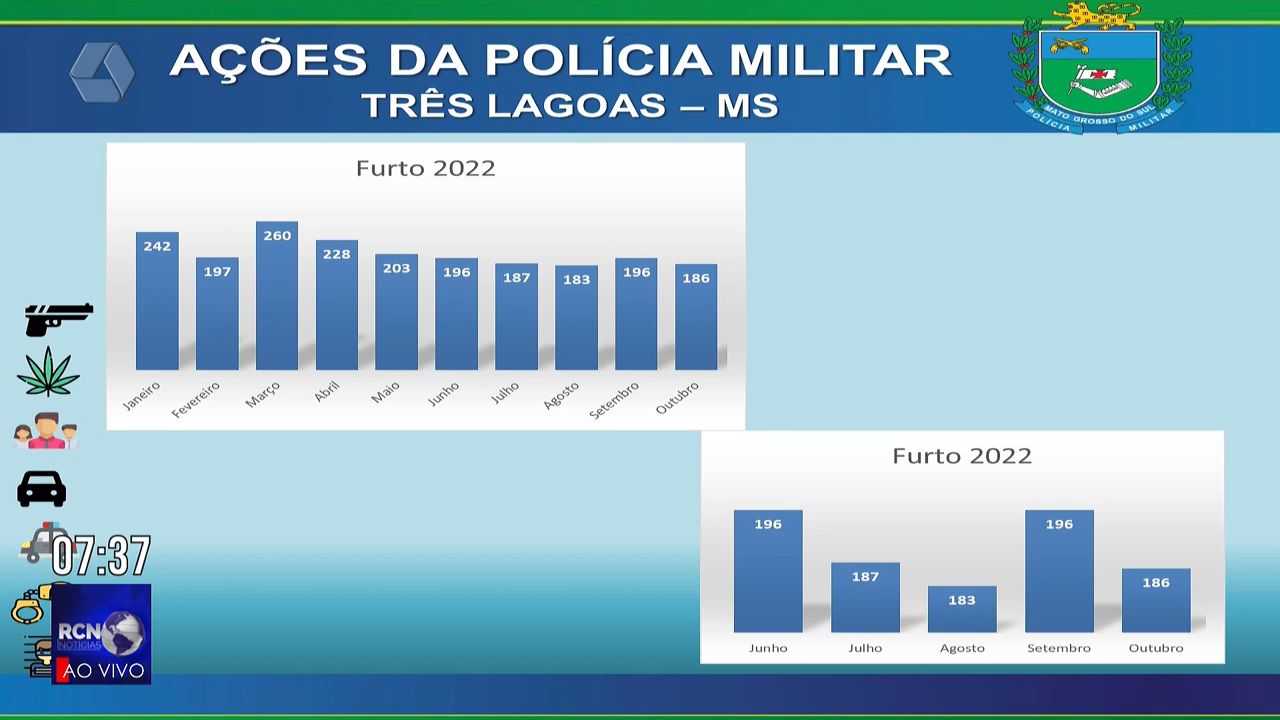 AÇÕES DA POLÍCIA MILITAR
TRÊS LAGOAS – MS
MATO GROSSO DO SUL
POLÍCIA MILITAR
Furto 2022
242 197 260 228 203 196 187 183 196 186
Janeiro Fevereiro Março Abril Maio Junho Julho Agosto Setembro Outubro
Furto 2022
196 187 183 196 186
Junho Julho Agosto Setembro Outubro
07:37
RCN
NOTÍCIAS
AO VIVO